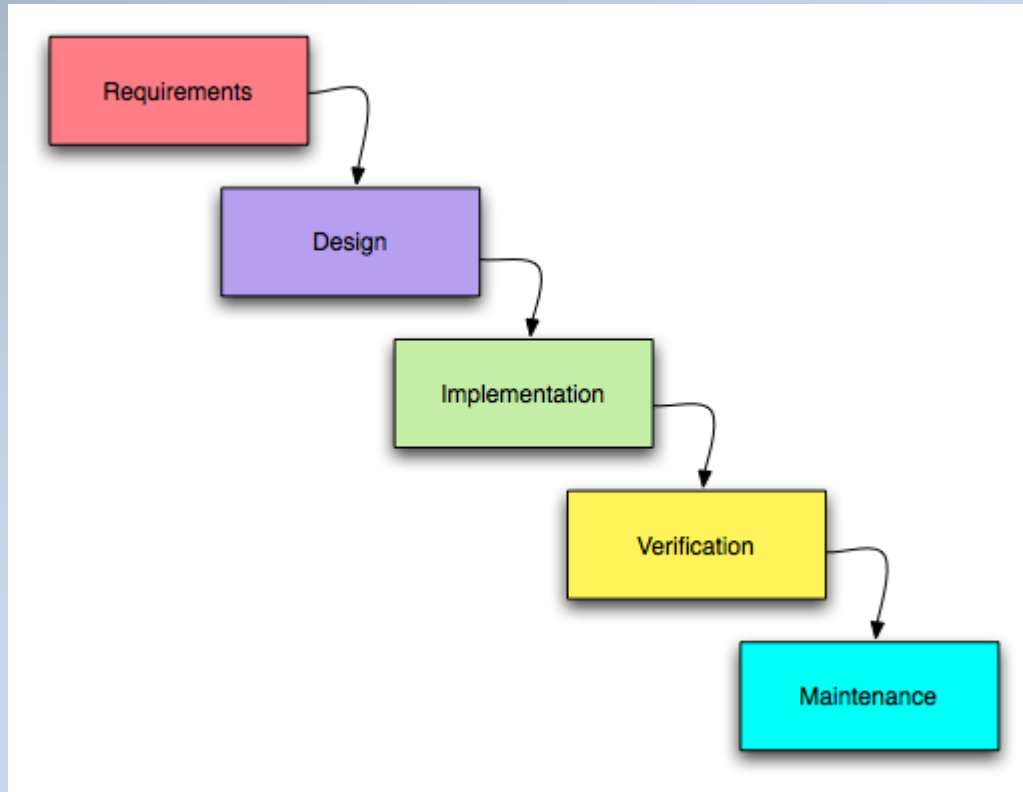 Requirements
Design
Implementation
Verification
Maintenance